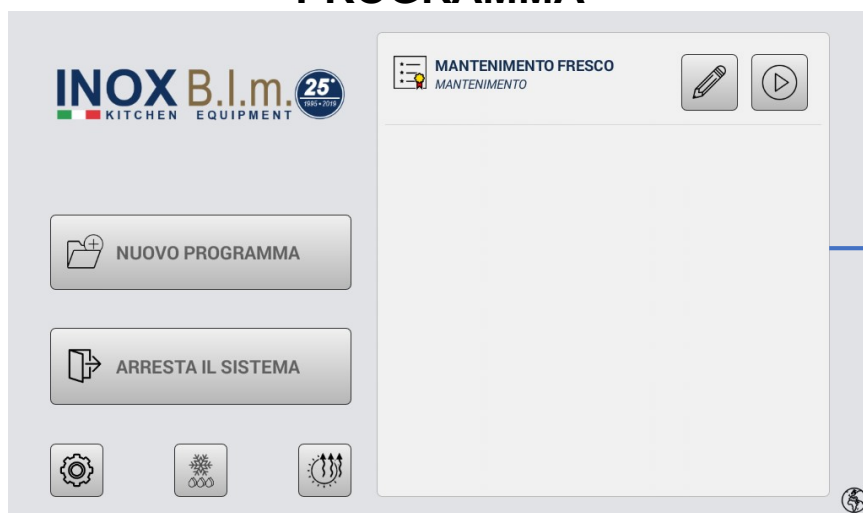 PROGRAMMA
INOX B.I.m.
KITCHEN EQUIPMENT
25°
1995•2019
MANTENIMENTO FRESCO
MANTENIMENTO
NUOVO PROGRAMMA
ARRESTA IL SISTEMA